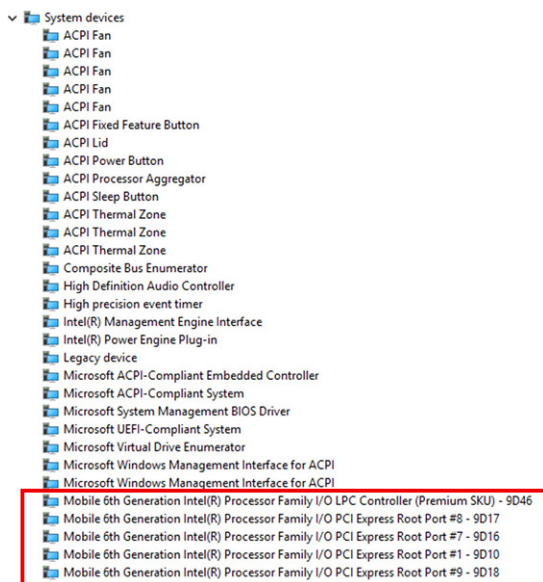 System devices
ACPI Fan
ACPI Fan
ACPI Fan
ACPI Fan
ACPI Fan
ACPI Fixed Feature Button
ACPI Lid
ACPI Power Button
ACPI Processor Aggregator
ACPI Sleep Button
ACPI Thermal Zone
ACPI Thermal Zone
ACPI Thermal Zone
Composite Bus Enumerator
High Definition Audio Controller
High precision event timer
Intel(R) Management Engine Interface
Intel(R) Power Engine Plug-in
Legacy device
Microsoft ACPI-Compliant Embedded Controller
Microsoft ACPI-Compliant System
Microsoft System Management BIOS Driver
Microsoft UEFI-Compliant System
Microsoft Virtual Drive Enumerator
Microsoft Windows Management Interface for ACPI
Microsoft Windows Management Interface for ACPI
Mobile 6th Generation Intel(R) Processor Family I/O LPC Controller (Premium SKU) - 9D46
Mobile 6th Generation Intel(R) Processor Family I/O PCI Express Root Port #8 - 9D17
Mobile 6th Generation Intel(R) Processor Family I/O PCI Express Root Port #7 - 9D16
Mobile 6th Generation Intel(R) Processor Family I/O PCI Express Root Port #1 - 9D10
Mobile 6th Generation Intel(R) Processor Family I/O PCI Express Root Port #9 - 9D18